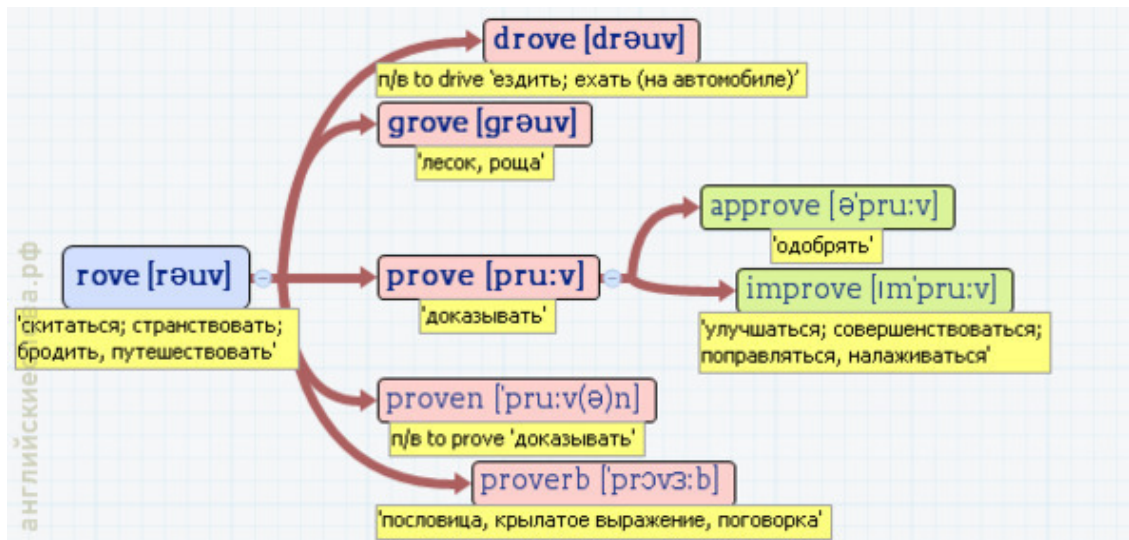 drove [drəuv]
п/в to drive 'ездить; ехать (на автомобиле)'
grove [grəuv]
'лесок, роща'
approve [ə'pru:v]
'одобрять'
rove [rəuv]
'скитаться; странствовать;
бродить, путешествовать'
prove [pru:v]
'доказывать'
improve [ɪm'pru:v]
'улучшаться; совершенствоваться;
поправляться, налаживаться'
proven ['pru:v(ə)n]
п/в to prove 'доказывать'
proverb ['prɔvɜ:b]
'пословица, крылатое выражение, поговорка'